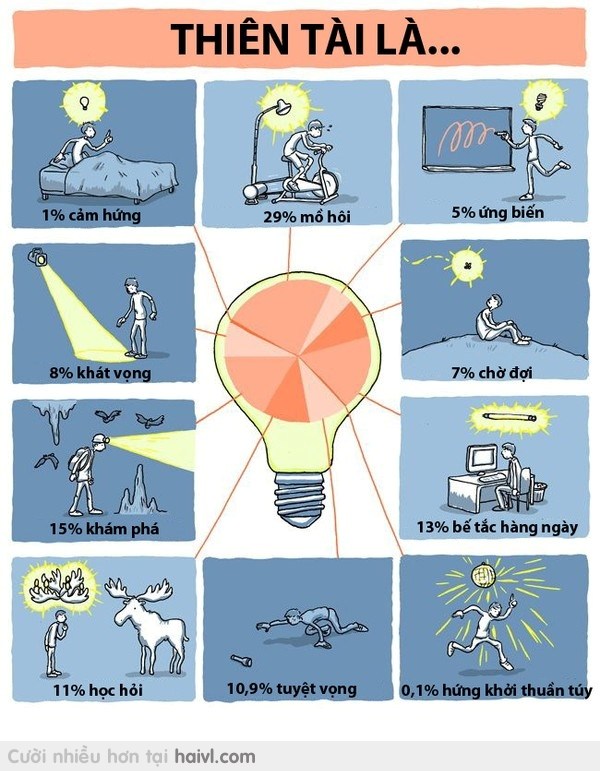 THIÊN TÀI LÀ...
1% cảm hứng
29% mồ hôi
5% ứng biến
8% khát vọng
7% chờ đợi
15% khám phá
13% bế tắc hàng ngày
11% học hỏi
10,9% tuyệt vọng
0,1% hứng khởi thuần túy
Cười nhiều hơn tại haivl.com